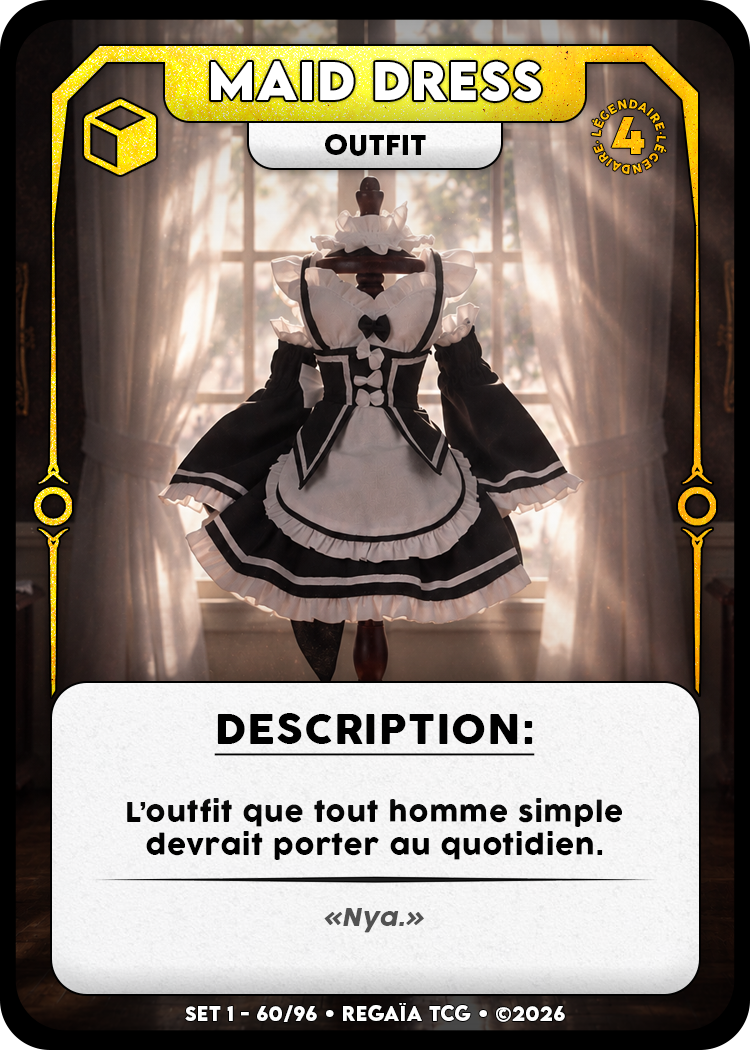 MAID DRESS
OUTFIT
LÉGENDAIRE·LÉGENDAIRE·
4
DESCRIPTION:
L'outfit que tout homme simple
devrait porter au quotidien.
«Nya.»
SET 1 - 60/96 • REGAÏA TCG • ©2026